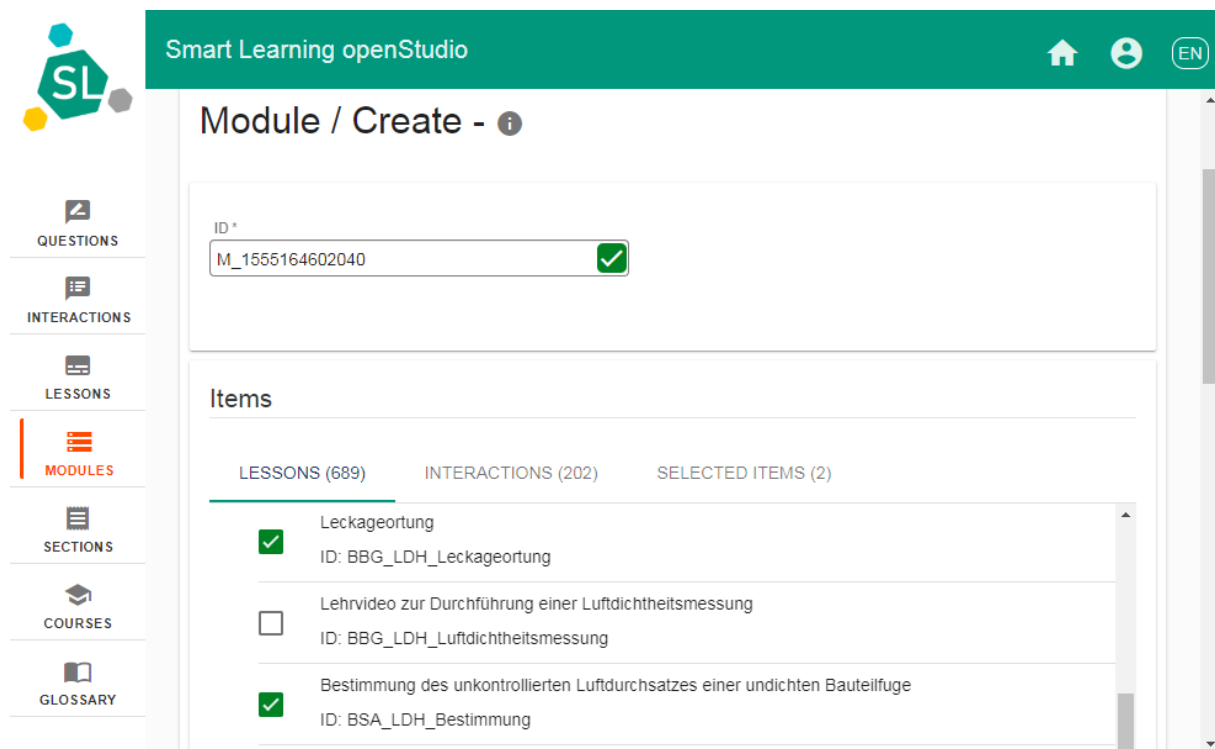 SL
Smart Learning openStudio
EN
Module / Create -
QUESTIONS
INTERACTIONS
LESSONS
MODULES
SECTIONS
COURSES
GLOSSARY
ID *
M_1555164602040
Items
LESSONS (689) INTERACTIONS (202) SELECTED ITEMS (2)
Leckageortung
ID: BBG_LDH_Leckageortung
Lehrvideo zur Durchführung einer Luftdichtheitsmessung
ID: BBG_LDH_Luftdichtheitsmessung
Bestimmung des unkontrollierten Luftdurchsatzes einer undichten Bauteilfuge
ID: BSA_LDH_Bestimmung